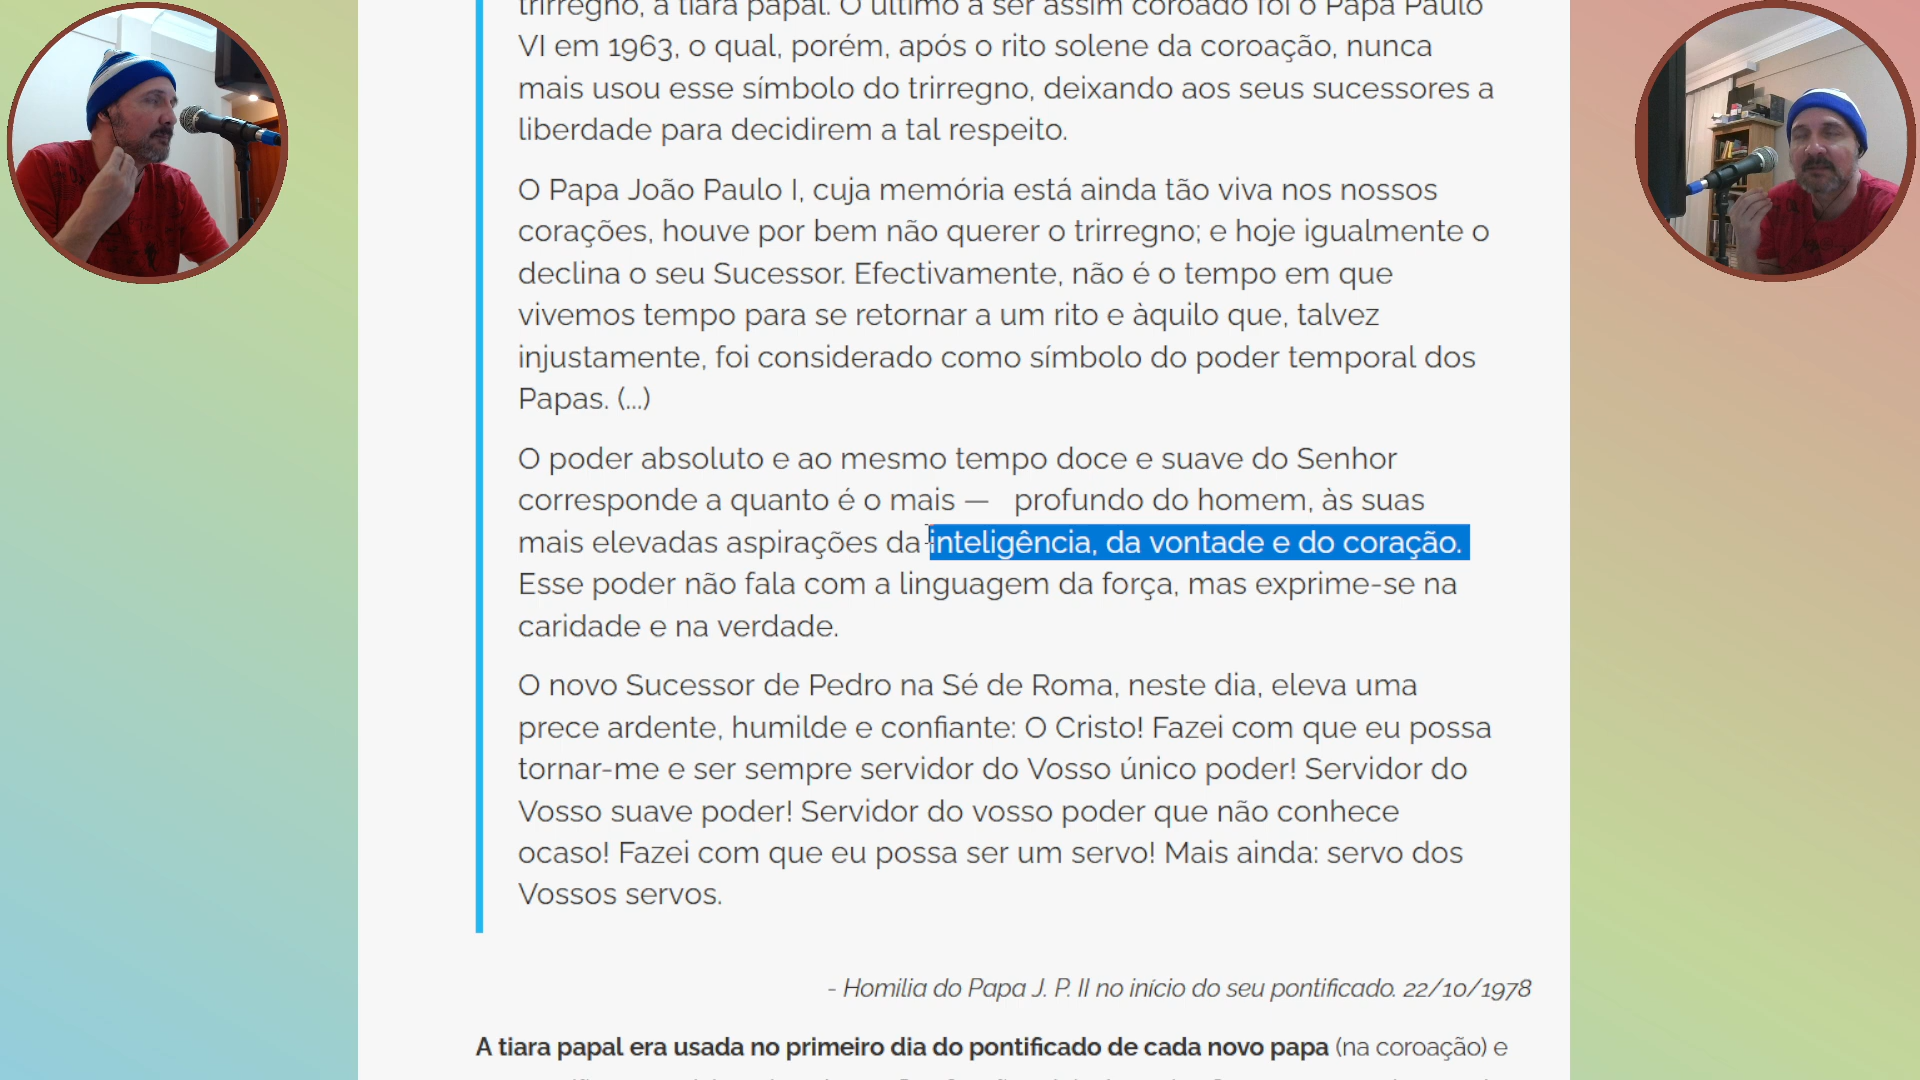 trirregno, a tiara papal. O último a ser assim coroado foi o Papa Paulo
VI em 1963, o qual, porém, após o rito solene da coroação, nunca
mais usou esse símbolo do trirregno, deixando aos seus sucessores a
liberdade para decidirem a tal respeito.
O Papa João Paulo I, cuja memória está ainda tão viva nos nossos
corações, houve por bem não querer o trirregno; e hoje igualmente o
declina o seu Sucessor. Efectivamente, não é o tempo em que
vivemos tempo para se retornar a um rito e àquilo que, talvez
injustamente, foi considerado como símbolo do poder temporal dos
Papas. (...)
O poder absoluto e ao mesmo tempo doce e suave do Senhor
corresponde a quanto é o mais — profundo do homem, às suas
mais elevadas aspirações da inteligência, da vontade e do coração.
Esse poder não fala com a linguagem da força, mas exprime-se na
caridade e na verdade.
O novo Sucessor de Pedro na Sé de Roma, neste dia, eleva uma
prece ardente, humilde e confiante: O Cristo! Fazei com que eu possa
tornar-me e ser sempre servidor do Vosso único poder! Servidor do
Vosso suave poder! Servidor do vosso poder que não conhece
ocaso! Fazei com que eu possa ser um servo! Mais ainda: servo dos
Vossos servos.
- Homilia do Papa J. P. II no início do seu pontificado. 22/10/1978
A tiara papal era usada no primeiro dia do pontificado de cada novo papa (na coroação) e